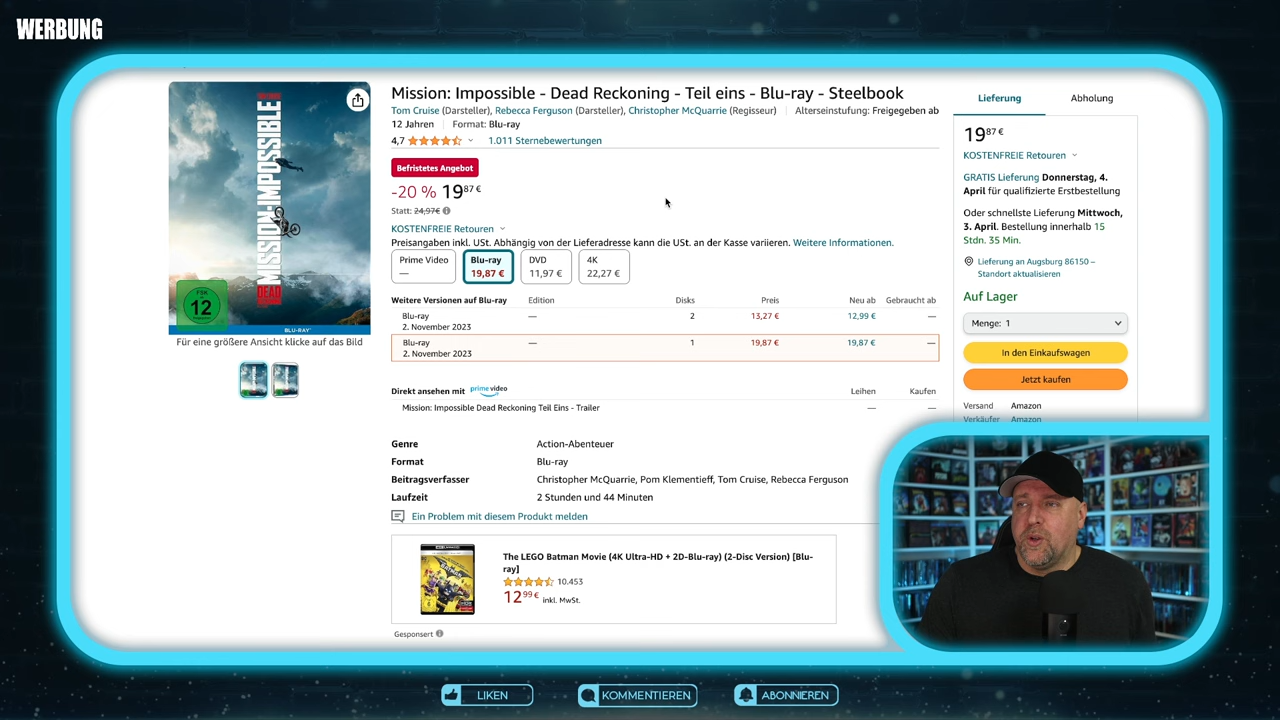 WERBUNG
Mission: Impossible - Dead Reckoning - Teil eins - Blu-ray - Steelbook
Tom Cruise (Darsteller), Rebecca Ferguson (Darsteller), Christopher McQuarrie (Regisseur) Alterseinstufung: Freigegeben ab
12 Jahren Format: Blu-ray
4,7 1.011 Sternebewertungen
Befristetes Angebot
-20 % 19 87 €
Statt: 24,97€
KOSTENFREIE Retouren
Preisangaben inkl. USt. Abhängig von der Lieferadresse kann die USt. an der Kasse variieren. Weitere Informationen.
Prime Video Blu-ray DVD 4K
— 19,87 € 11,97 € 22,27 €
Weitere Versionen auf Blu-ray Edition Disks Preis Neu ab Gebraucht ab
Blu-ray — 2 13,27 € 12,99 € —
2. November 2023
Blu-ray — 1 19,87 € 19,87 € —
2. November 2023
Direkt ansehen mit prime video Leihen Kaufen
Mission: Impossible Dead Reckoning Teil Eins - Trailer — —
Genre Action-Abenteuer
Format Blu-ray
Beitragsverfasser Christopher McQuarrie, Pom Klementieff, Tom Cruise, Rebecca Ferguson
Laufzeit 2 Stunden und 44 Minuten
Ein Problem mit diesem Produkt melden
The LEGO Batman Movie (4K Ultra-HD + 2D-Blu-ray) (2-Disc Version) [Blu-
ray]
10.453
12 99 € inkl. MwSt.
Gesponsert
MISSION:IMPOSSIBLE
DEAD
FSK
12
BLU-RAY
Für eine größere Ansicht klicke auf das Bild
Lieferung Abholung
19 87 €
KOSTENFREIE Retouren
GRATIS Lieferung Donnerstag, 4.
April für qualifizierte Erstbestellung
Oder schnellste Lieferung Mittwoch,
3. April. Bestellung innerhalb 15
Stdn. 35 Min.
Lieferung an Augsburg 86150 –
Standort aktualisieren
Auf Lager
Menge: 1
In den Einkaufswagen
Jetzt kaufen
Versand Amazon
Verkäufer Amazon
LIKEN KOMMENTIEREN ABONNIEREN